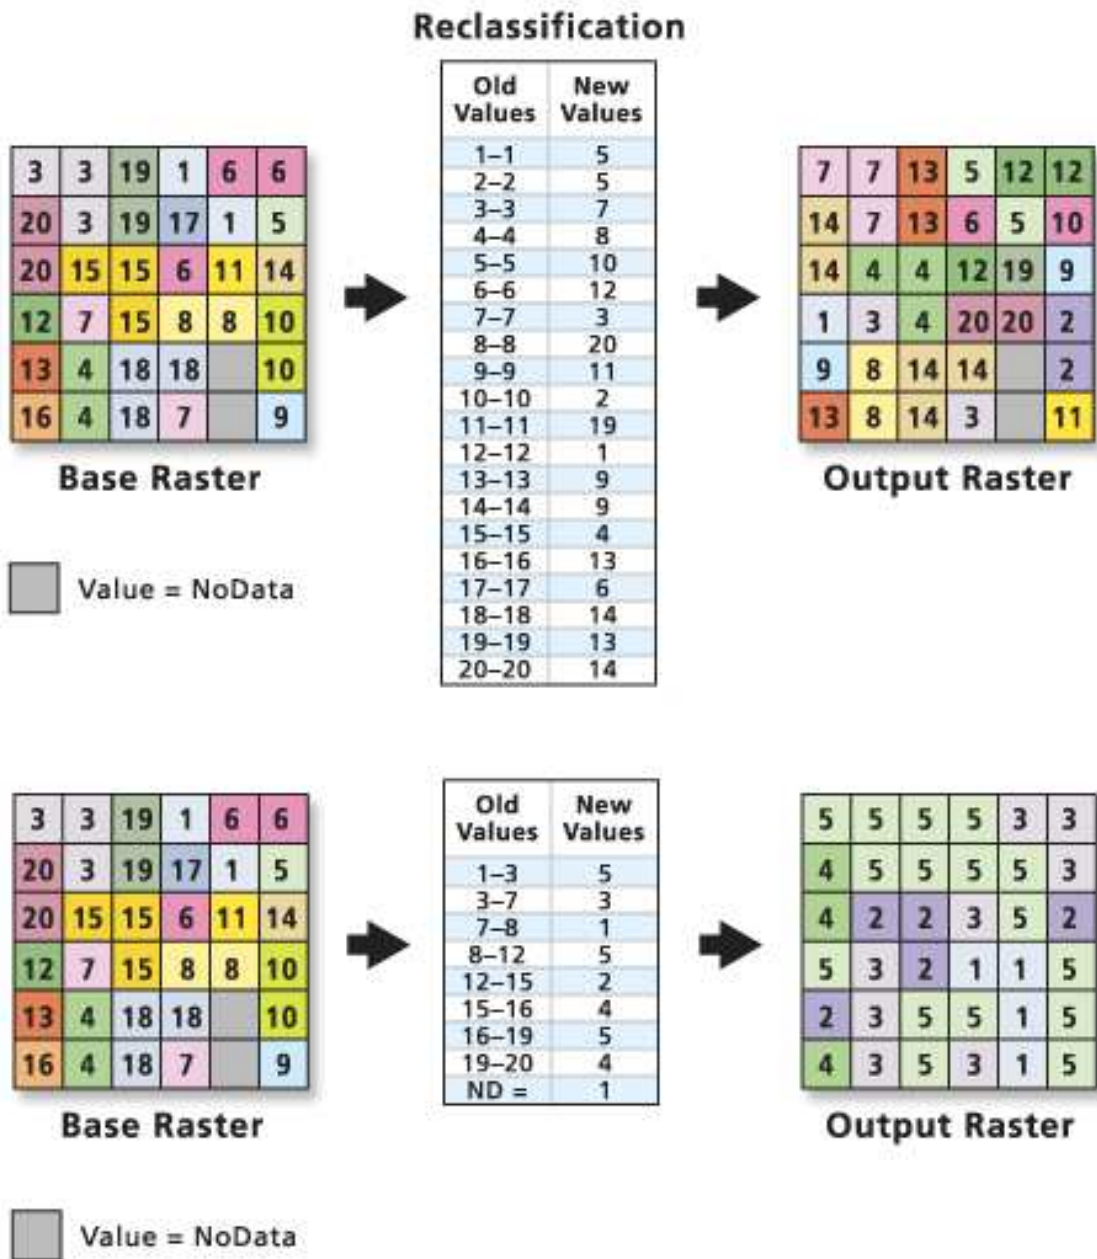 Reclassification
Old Values New Values
1–1 5
2–2 5
3–3 7
4–4 8
5–5 10
6–6 12
7–7 3
8–8 20
9–9 11
10–10 2
11–11 19
12–12 1
13–13 9
14–14 9
15–15 4
16–16 13
17–17 6
18–18 14
19–19 13
20–20 14
3 3 19 1 6 6
20 3 19 17 1 5
20 15 15 6 11 14
12 7 15 8 8 10
13 4 18 18 10
16 4 18 7 9
Base Raster
Value = NoData
7 7 13 5 12 12
14 7 13 6 5 10
14 4 4 12 19 9
1 3 4 20 20 2
9 8 14 14 2
13 8 14 3 11
Output Raster
3 3 19 1 6 6
20 3 19 17 1 5
20 15 15 6 11 14
12 7 15 8 8 10
13 4 18 18 10
16 4 18 7 9
Base Raster
Value = NoData
Old Values New Values
1–3 5
3–7 3
7–8 1
8–12 5
12–15 2
15–16 4
16–19 5
19–20 4
ND = 1
5 5 5 5 3 3
4 5 5 5 5 3
4 2 2 3 5 2
5 3 2 1 1 5
2 3 5 5 1 5
4 3 5 3 1 5
Output Raster